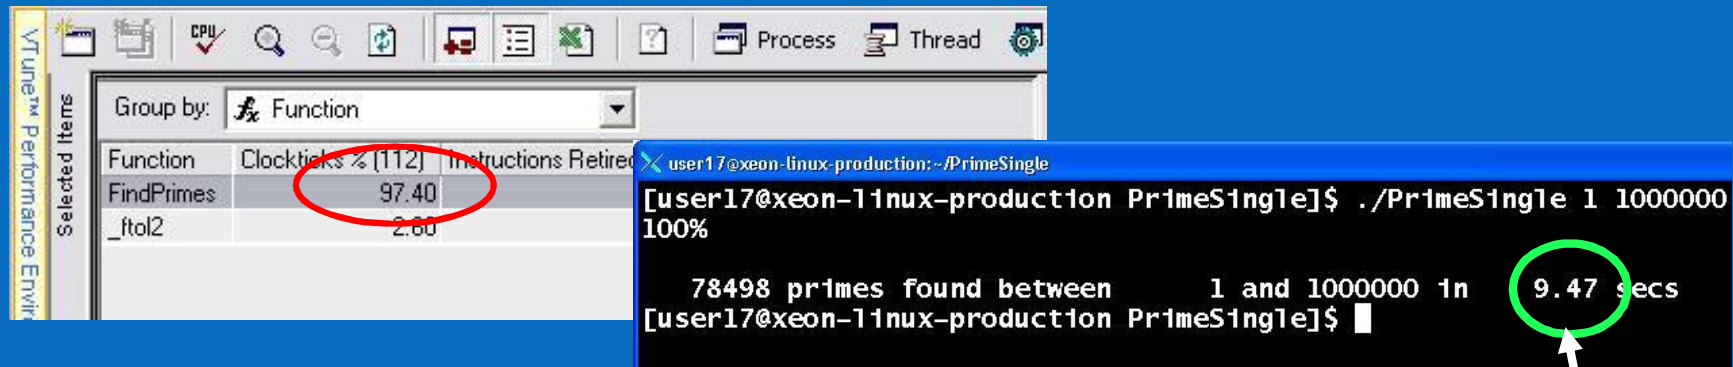 VTune™ Performance Envir
Selected Items
CPU
Process
Thread
Group by:
Function
Function Clockticks % (112) Instructions Retired
FindPrimes 97.40
_ftol2 2.60
user17@xeon-linux-production:~/PrimeSingle
[user17@xeon-linux-production PrimeSingle]$ ./PrimeSingle 1 1000000
100%
78498 primes found between 1 and 1000000 in 9.47 secs
[user17@xeon-linux-production PrimeSingle]$